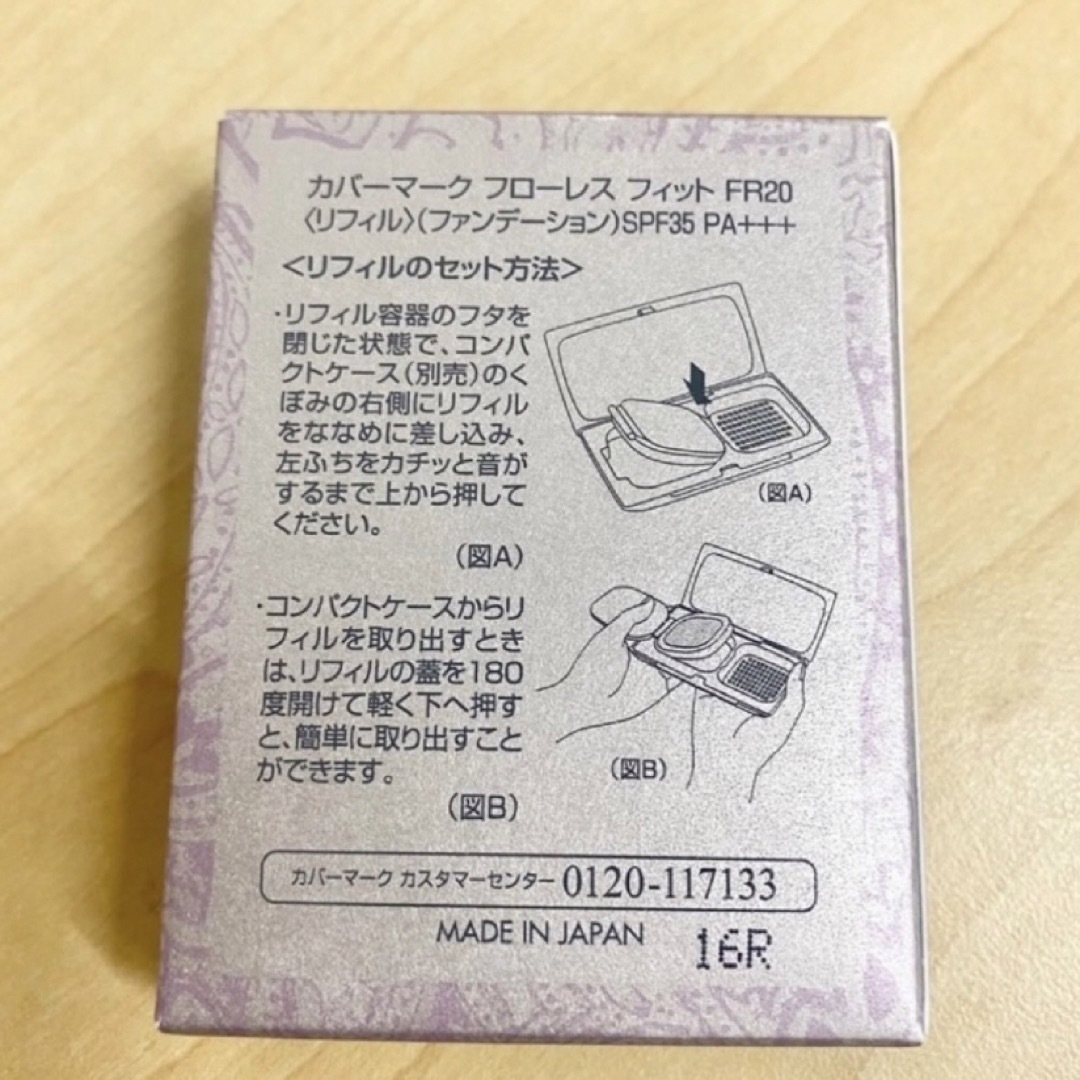 カバーマーク フローレス フィット FR20
〈リフィル〉(ファンデーション)SPF35 PA+++
＜リフィルのセット方法＞
・リフィル容器のフタを
閉じた状態で、コンパ
クトケース(別売)のく
ぼみの右側にリフィル
をななめに差し込み、
左ふちをカチッと音が
するまで上から押して
ください。
(図A)
(図A)
・コンパクトケースからリ
フィルを取り出すとき
は、リフィルの蓋を180
度開けて軽く下へ押す
と、簡単に取り出すこと
ができます。
(図B)
(図B)
カバーマーク カスタマーセンター 0120-117133
MADE IN JAPAN
16R